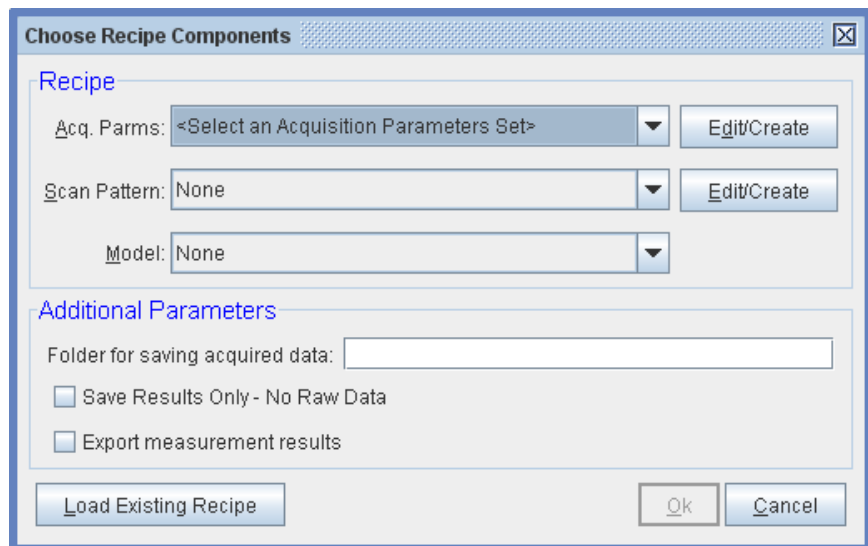 Choose Recipe Components
Recipe
Acq. Parms: <Select an Acquisition Parameters Set> Edit/Create
Scan Pattern: None Edit/Create
Model: None
Additional Parameters
Folder for saving acquired data:
Save Results Only - No Raw Data
Export measurement results
Load Existing Recipe Ok Cancel